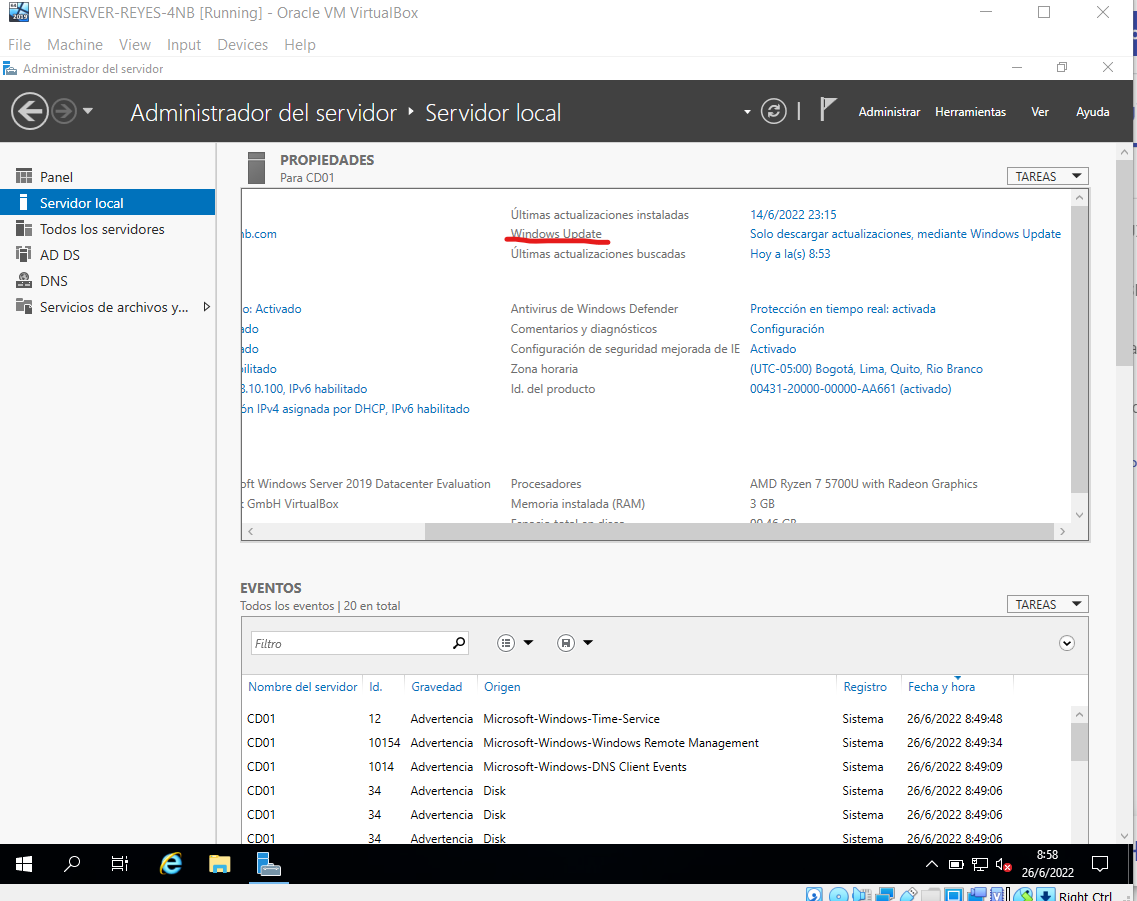 WINSERVER-REYES-4NB [Running] - Oracle VM VirtualBox
File Machine View Input Devices Help
Administrador del servidor
Administrador del servidor ‣ Servidor local
Administrar Herramientas Ver Ayuda
Panel
Servidor local
Todos los servidores
AD DS
DNS
Servicios de archivos y...
PROPIEDADES
Para CD01
TAREAS
Últimas actualizaciones instaladas 14/6/2022 23:15
nb.com Windows Update Solo descargar actualizaciones, mediante Windows Update
Últimas actualizaciones buscadas Hoy a la(s) 8:53
o: Activado Antivirus de Windows Defender Protección en tiempo real: activada
ado Comentarios y diagnósticos Configuración
ado Configuración de seguridad mejorada de IE Activado
ilitado Zona horaria (UTC-05:00) Bogotá, Lima, Quito, Rio Branco
8.10.100, IPv6 habilitado Id. del producto 00431-20000-00000-AA661 (activado)
ón IPv4 asignada por DHCP, IPv6 habilitado
oft Windows Server 2019 Datacenter Evaluation Procesadores AMD Ryzen 7 5700U with Radeon Graphics
GmbH VirtualBox Memoria instalada (RAM) 3 GB
Espacio total en disco 99,46 GB
EVENTOS
Todos los eventos | 20 en total
TAREAS
Filtro
Nombre del servidor Id. Gravedad Origen Registro Fecha y hora
CD01 12 Advertencia Microsoft-Windows-Time-Service Sistema 26/6/2022 8:49:48
CD01 10154 Advertencia Microsoft-Windows-Windows Remote Management Sistema 26/6/2022 8:49:34
CD01 1014 Advertencia Microsoft-Windows-DNS Client Events Sistema 26/6/2022 8:49:09
CD01 34 Advertencia Disk Sistema 26/6/2022 8:49:06
CD01 34 Advertencia Disk Sistema 26/6/2022 8:49:06
CD01 34 Advertencia Disk Sistema 26/6/2022 8:49:06
8:58
26/6/2022
Right Ctrl